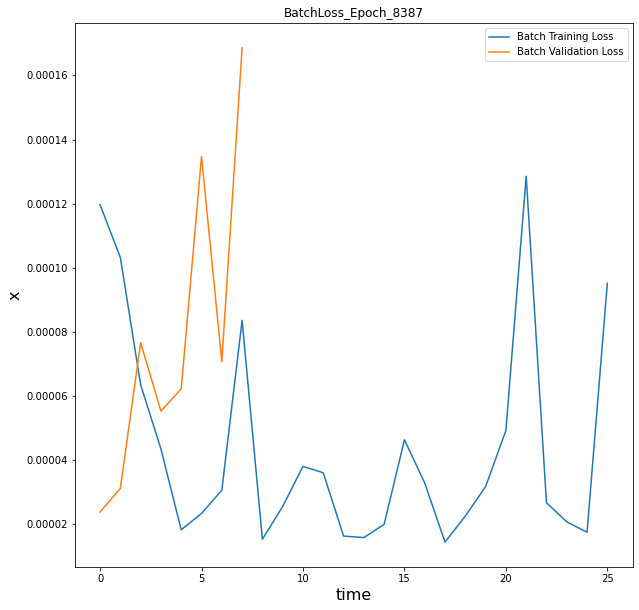 BatchLoss_Epoch_8387
Batch Training Loss
Batch Validation Loss
0.00016
0.00014
0.00012
0.00010
0.00008
0.00006
0.00004
0.00002
x
0 5 10 15 20 25
time